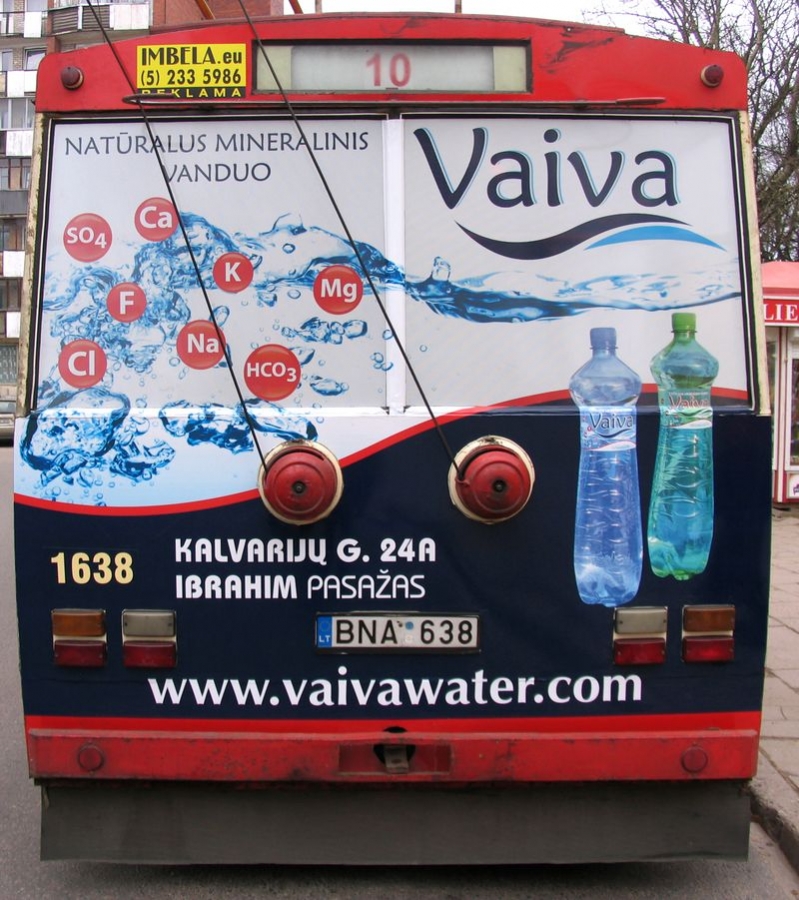 IMBELA.eu
(5) 233 5986
REKLAMA
10
NATŪRALUS MINERALINIS
VANDUO
Vaiva
Ca
SO4
K
Mg
F
Na
Cl
HCO3
Vaiva
Vaiva
1638
KALVARIJŲ G. 24A
IBRAHIM PASAŽAS
LT
BNA 638
www.vaivawater.com
LIE